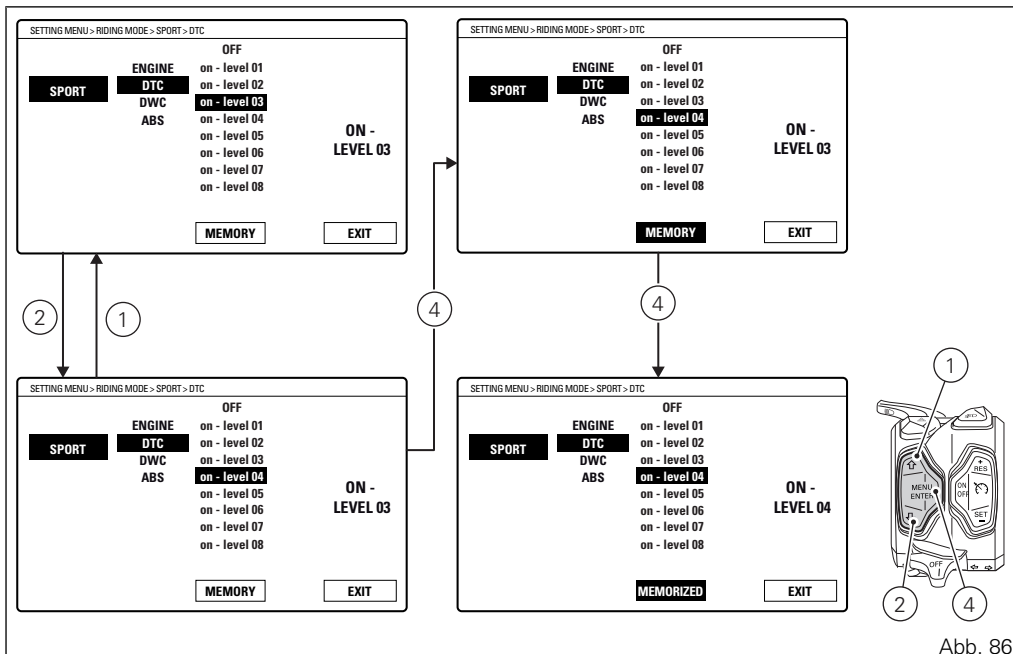 SETTING MENU > RIDING MODE > SPORT > DTC
OFF
ENGINE on - level 01
SPORT DTC on - level 02
DWC on - level 03
ABS on - level 04
on - level 05
on - level 06
on - level 07
on - level 08
ON -
LEVEL 03
MEMORY EXIT
SETTING MENU > RIDING MODE > SPORT > DTC
OFF
ENGINE on - level 01
SPORT DTC on - level 02
DWC on - level 03
ABS on - level 04
on - level 05
on - level 06
on - level 07
on - level 08
ON -
LEVEL 03
MEMORY EXIT
2
1
4
4
SETTING MENU > RIDING MODE > SPORT > DTC
OFF
ENGINE on - level 01
SPORT DTC on - level 02
DWC on - level 03
ABS on - level 04
on - level 05
on - level 06
on - level 07
on - level 08
ON -
LEVEL 03
MEMORY EXIT
SETTING MENU > RIDING MODE > SPORT > DTC
OFF
ENGINE on - level 01
SPORT DTC on - level 02
DWC on - level 03
ABS on - level 04
on - level 05
on - level 06
on - level 07
on - level 08
ON -
LEVEL 04
MEMORIZED EXIT
1
+
RES
MENU
ENTER
ON
OFF
SET
-
OFF
2
4
Abb. 86